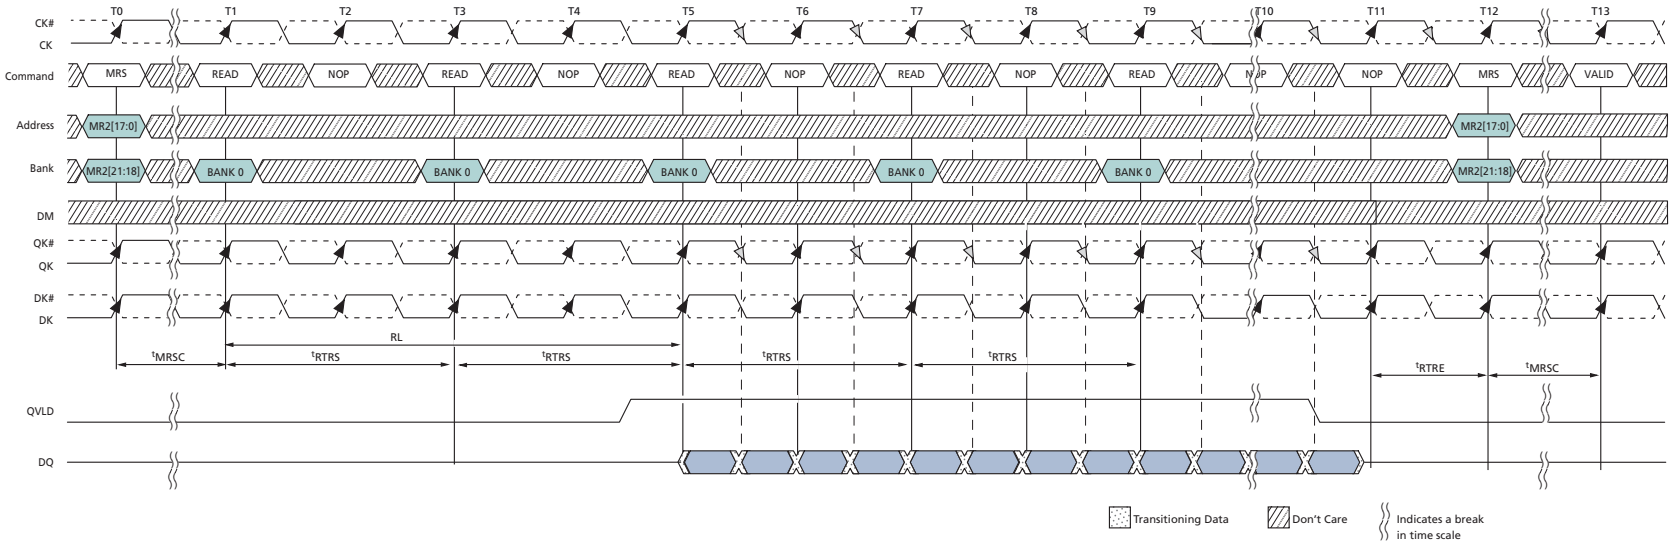 T0 T1 T2 T3 T4 T5 T6 T7 T8 T9 T10 T11 T12 T13
CK#
CK
Command MRS READ NOP READ NOP READ NOP READ NOP READ NOP NOP MRS VALID
Address MR2[17:0] MR2[17:0]
Bank MR2[21:18] BANK 0 BANK 0 BANK 0 BANK 0 BANK 0 MR2[21:18]
DM
QK#
QK
DK#
DK
RL
tMRSC tRTRS tRTRS tRTRS tRTRS tRTRE tMRSC
QVLD
DQ
Transitioning Data Don't Care Indicates a break
in time scale